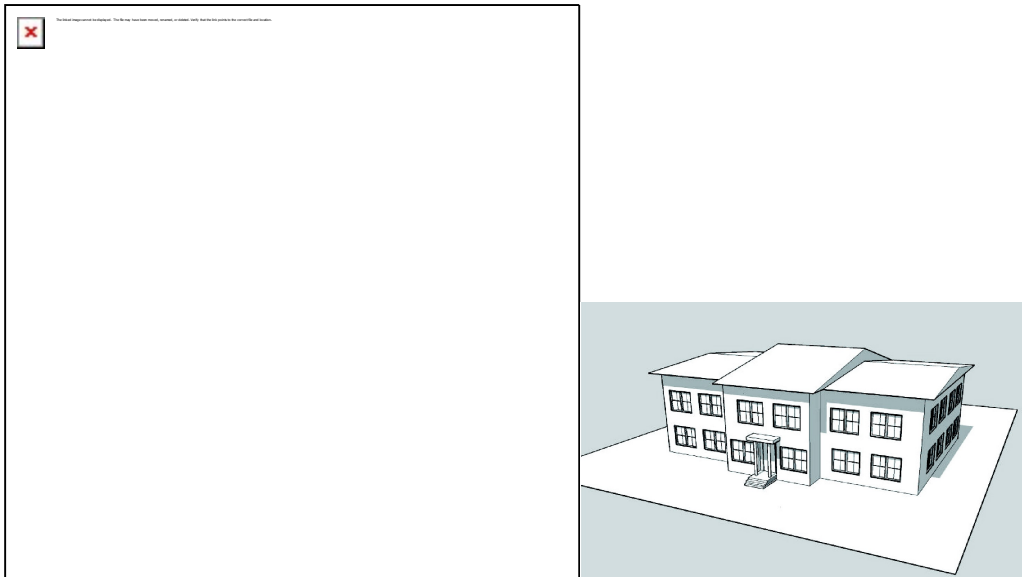 The linked image cannot be displayed. The file may have been moved, renamed, or deleted. Verify that the link points to the correct file and location.